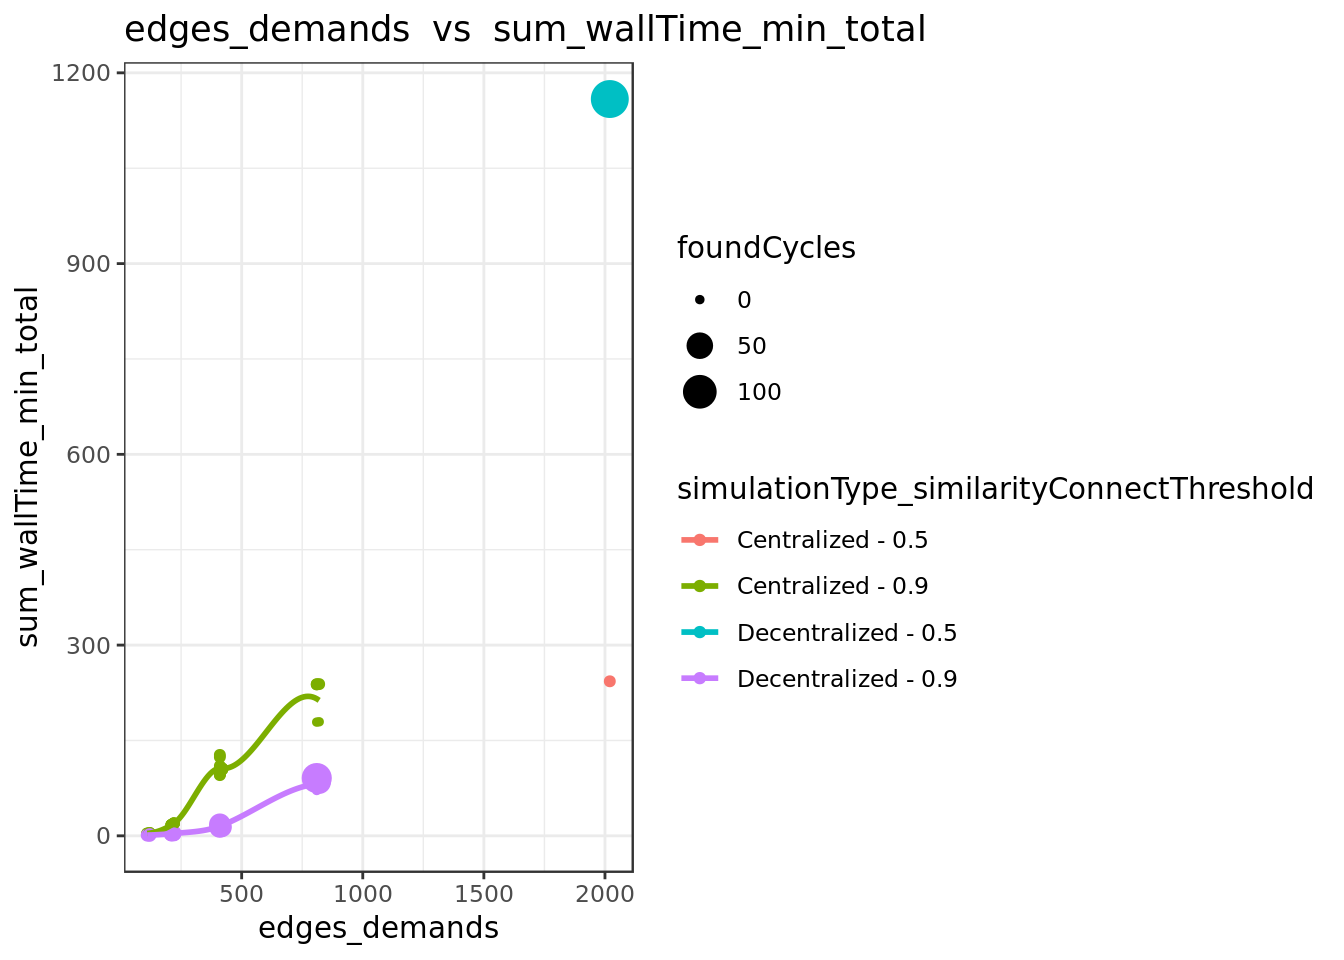 edges_demands vs sum_wallTime_min_total
sum_wallTime_min_total
1200
900
600
300
0
500 1000 1500 2000
edges_demands
foundCycles
0
50
100
simulationType_similarityConnectThreshold
Centralized - 0.5
Centralized - 0.9
Decentralized - 0.5
Decentralized - 0.9